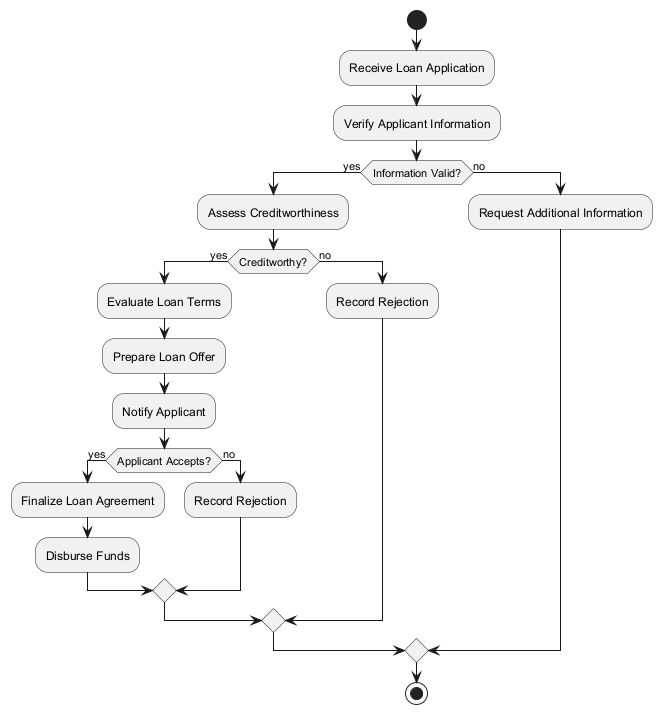 Receive Loan Application
Verify Applicant Information
yes
Information Valid?
no
Assess Creditworthiness
Request Additional Information
yes
Creditworthy?
no
Evaluate Loan Terms
Record Rejection
Prepare Loan Offer
Notify Applicant
yes
Applicant Accepts?
no
Finalize Loan Agreement
Record Rejection
Disburse Funds